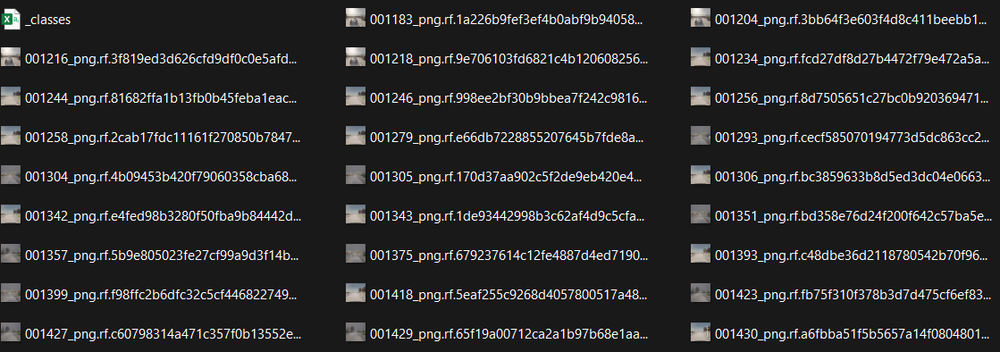 _classes
001183_png.rf.1a226b9fef3ef4b0abf9b94058...
001204_png.rf.3bb64f3e603f4d8c411beebb1...
001216_png.rf.3f819ed3d626cfd9df0c0e5afd...
001218_png.rf.9e706103fd6821c4b120608256...
001234_png.rf.fcd27df8d27b4472f79e472a5a...
001244_png.rf.81682ffa1b13fb0b45feba1eac...
001246_png.rf.998ee2bf30b9bbea7f242c9816...
001256_png.rf.8d7505651c27bc0b920369471...
001258_png.rf.2cab17fdc11161f270850b7847...
001279_png.rf.e66db7228855207645b7fde8a...
001293_png.rf.cecf585070194773d5dc863cc2...
001304_png.rf.4b09453b420f79060358cba68...
001305_png.rf.170d37aa902c5f2de9eb420e4...
001306_png.rf.bc3859633b8d5ed3dc04e0663...
001342_png.rf.e4fed98b3280f50fba9b84442d...
001343_png.rf.1de93442998b3c62af4d9c5cfa...
001351_png.rf.bd358e76d24f200f642c57ba5e...
001357_png.rf.5b9e805023fe27cf99a9d3f14b...
001375_png.rf.679237614c12fe4887d4ed7190...
001393_png.rf.c48dbe36d2118780542b70f96...
001399_png.rf.f98ffc2b6dfc32c5cf446822749...
001418_png.rf.5eaf255c9268d4057800517a48...
001423_png.rf.fb75f310f378b3d7d475cf6ef83...
001427_png.rf.c60798314a471c357f0b13552e...
001429_png.rf.65f19a00712ca2a1b97b68e1aa...
001430_png.rf.a6fbba51f5b5657a14f0804801...